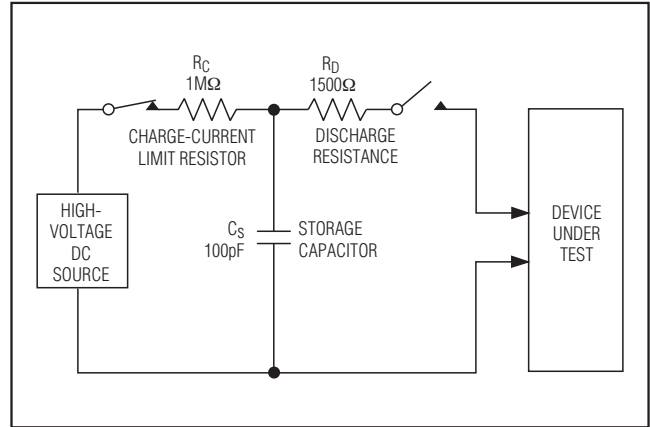 R_C
1MΩ
CHARGE-CURRENT
LIMIT RESISTOR
R_D
1500Ω
DISCHARGE
RESISTANCE
HIGH-
VOLTAGE
DC
SOURCE
C_S
100pF
STORAGE
CAPACITOR
DEVICE
UNDER
TEST